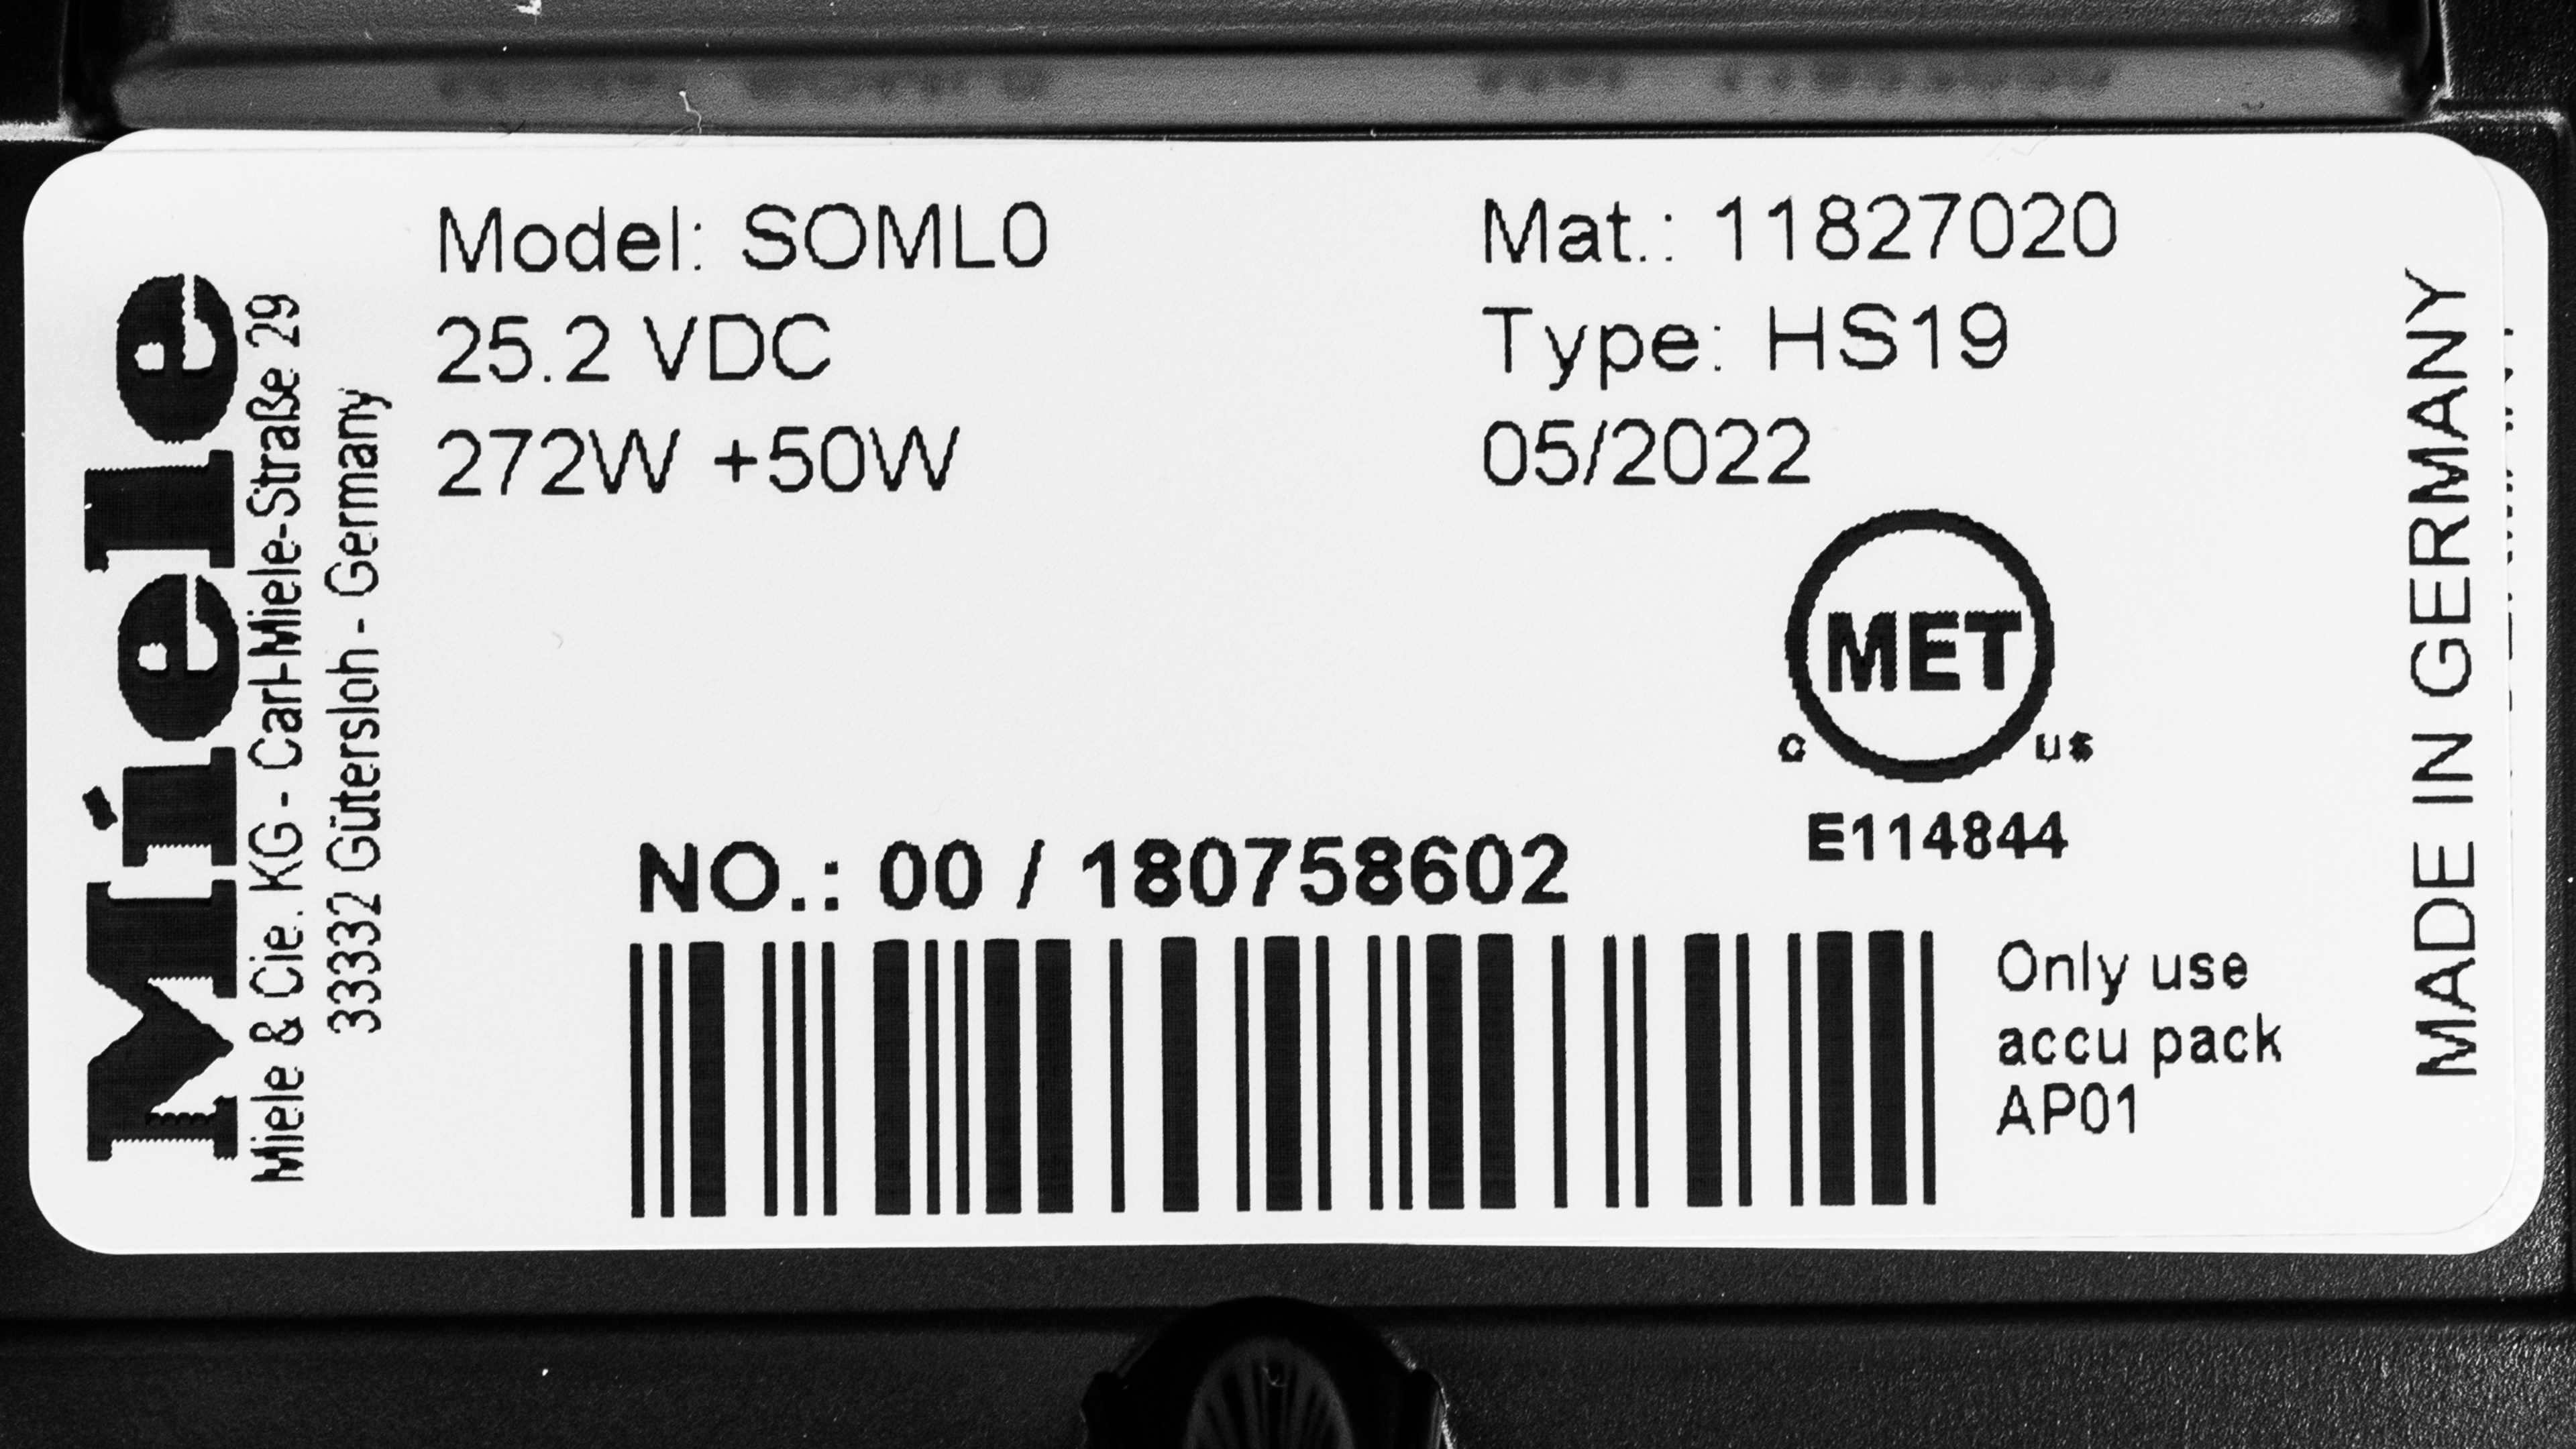 Miele
Miele & Cie. KG - Carl-Miele-Straße 29
33332 Gütersloh - Germany
Model: SOML0
25.2 VDC
272W +50W
Mat.: 11827020
Type: HS19
05/2022
MET
c us
E114844
NO.: 00 / 180758602
Only use
accu pack
AP01
MADE IN GERMANY